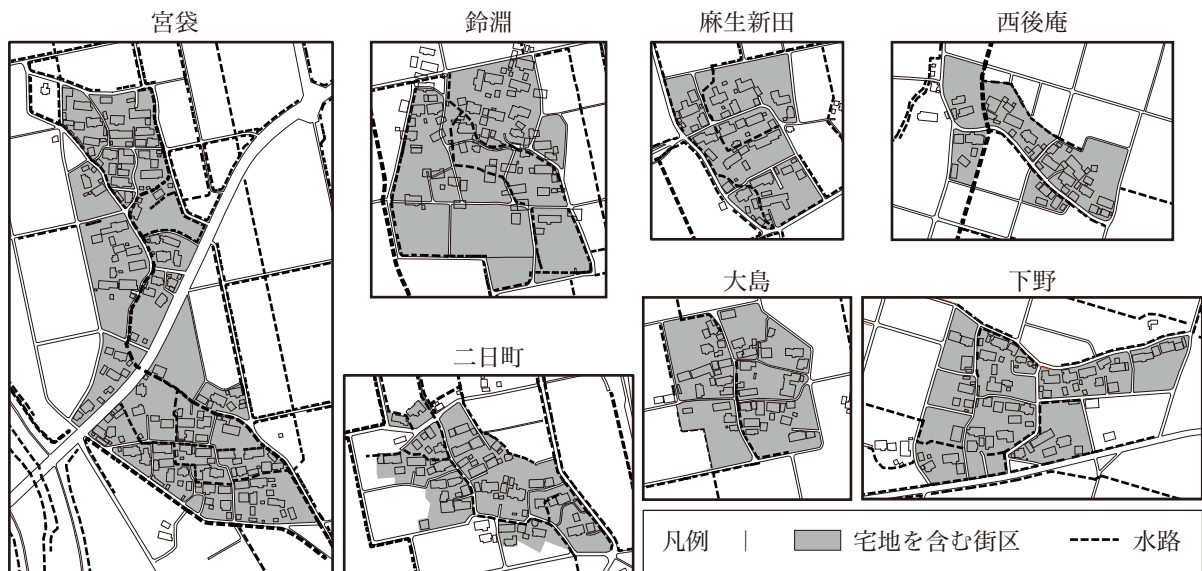 宮袋
鈴淵
麻生新田
西後庵
大島
下野
二日町
凡例 | 宅地を含む街区 水路